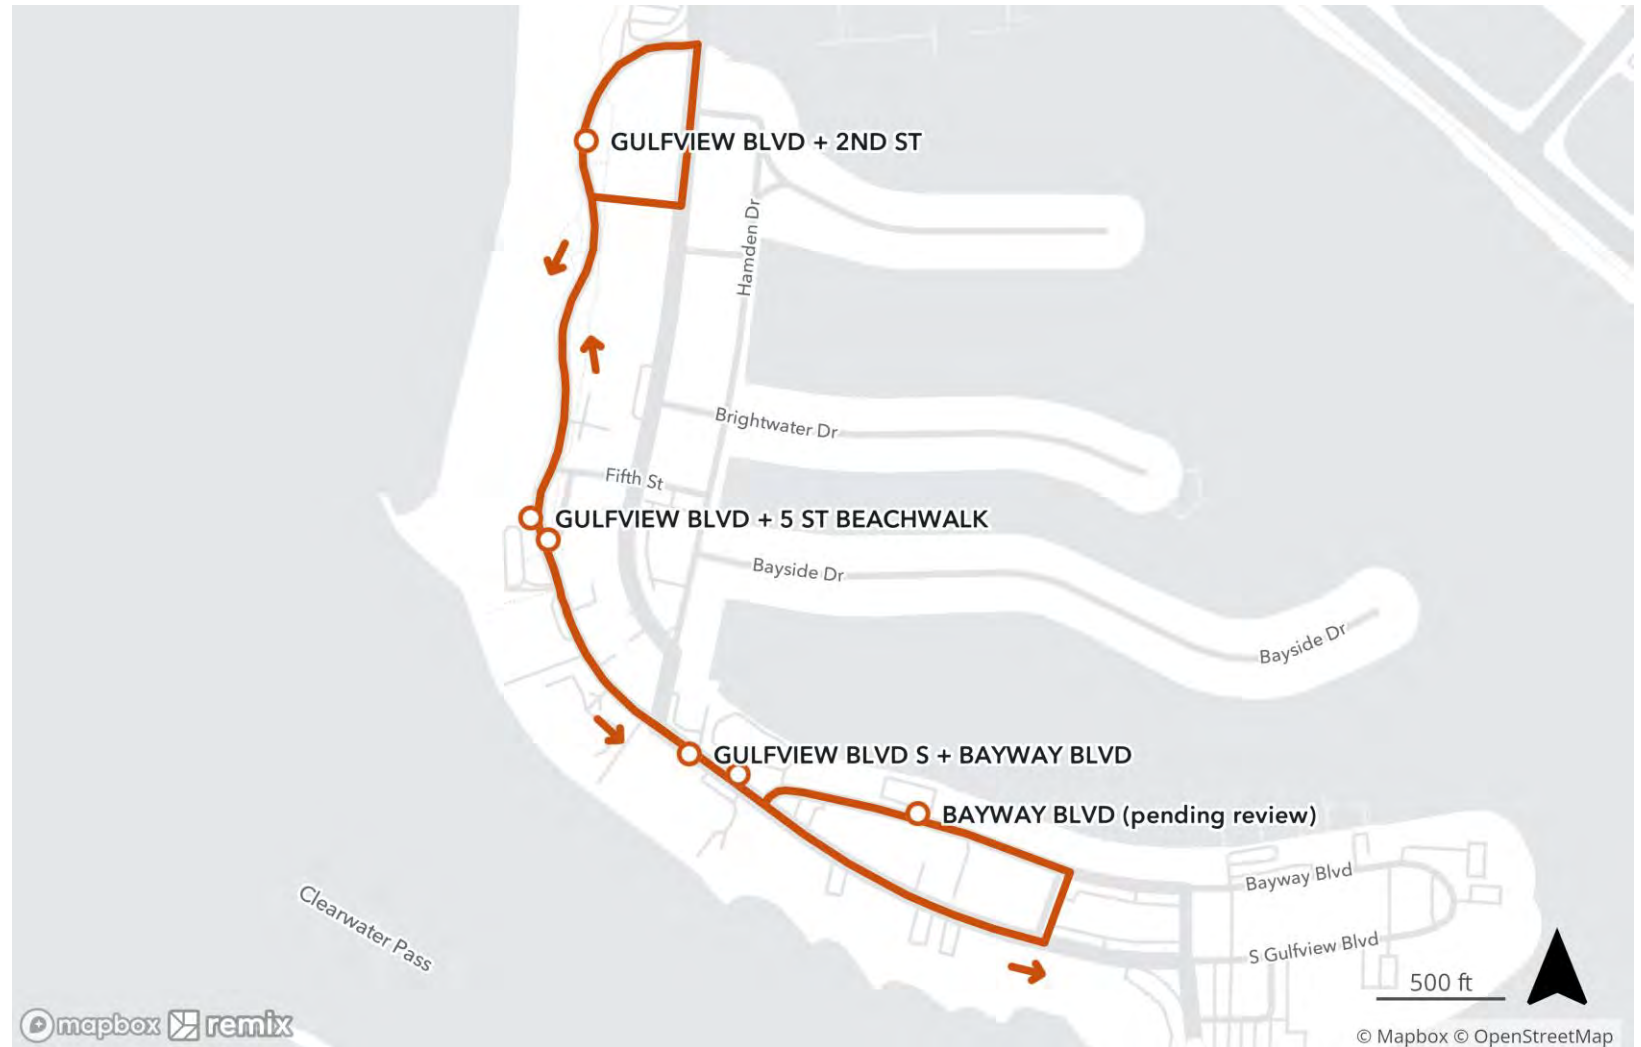 GULFVIEW BLVD + 2ND ST
Hamden Dr
Brightwater Dr
Fifth St
GULFVIEW BLVD + 5 ST BEACHWALK
Bayside Dr
Bayside Dr
GULFVIEW BLVD S + BAYWAY BLVD
BAYWAY BLVD (pending review)
Bayway Blvd
Clearwater Pass
S Gulfview Blvd
500 ft
mapbox remix
© Mapbox © OpenStreetMap